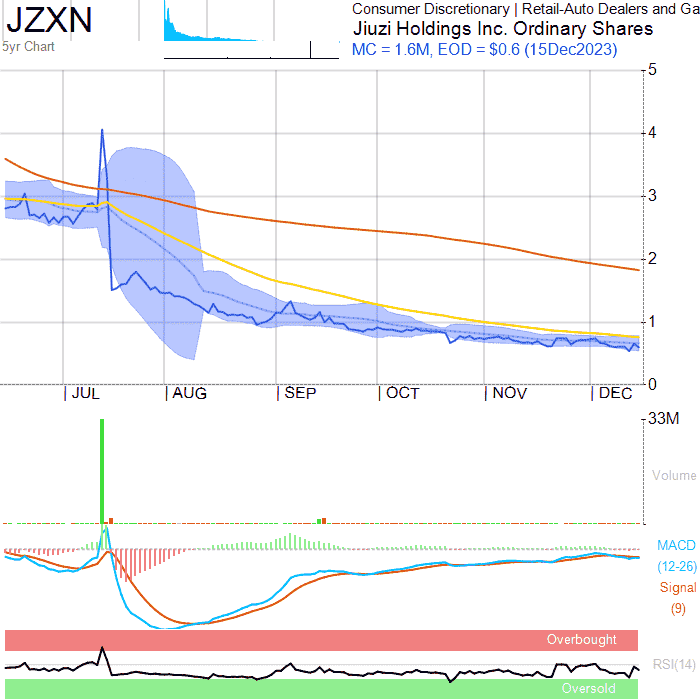 JZXN
5yr Chart
Consumer Discretionary | Retail-Auto Dealers and Ga
Jiuzi Holdings Inc. Ordinary Shares
MC = 1.6M, EOD = $0.6 (15Dec2023)
5
4
3
2
1
0
JUL AUG SEP OCT NOV DEC
33M
Volume
MACD
(12-26)
Signal
(9)
Overbought
RSI(14)
Oversold